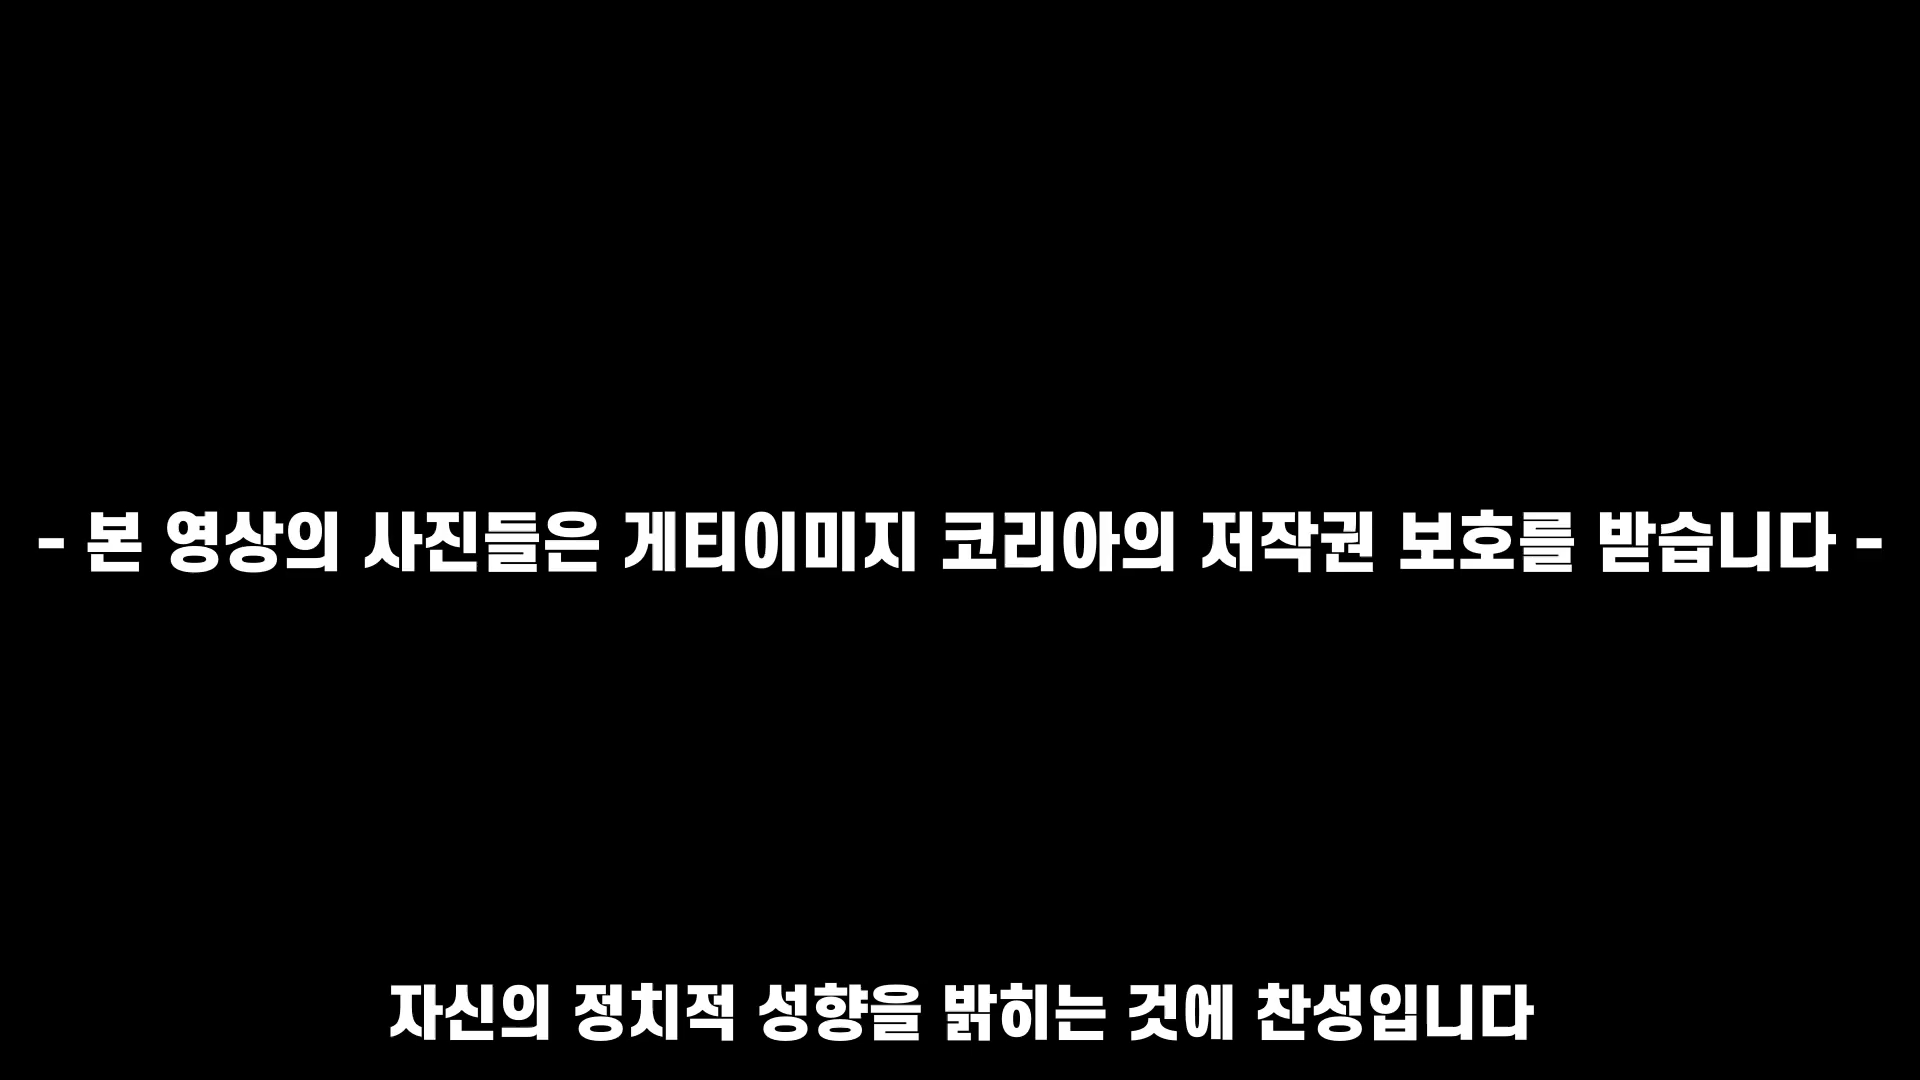 - 본 영상의 사진들은 게티이미지 코리아의 저작권 보호를 받습니다 -
자신의 정치적 성향을 밝히는 것에 찬성입니다